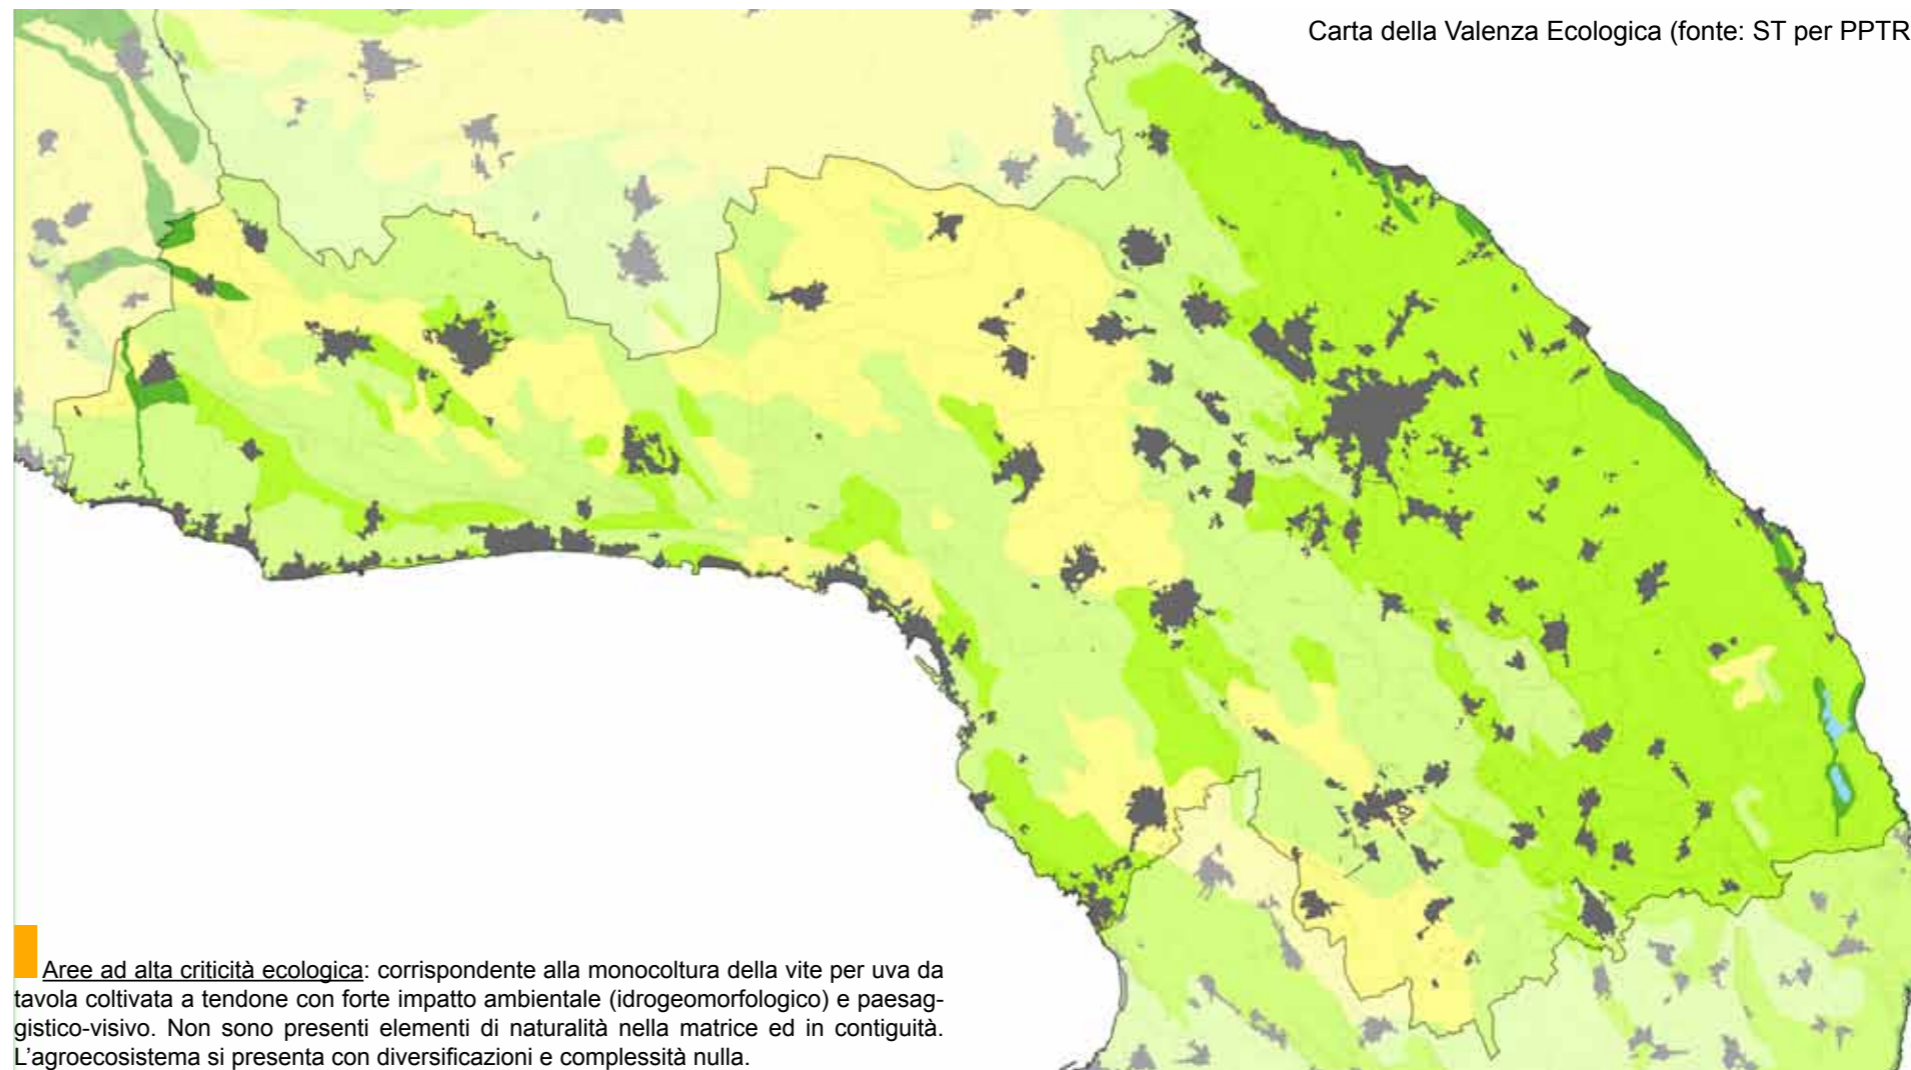 Carta della Valenza Ecologica (fonte: ST per PPTR
Aree ad alta criticità ecologica: corrispondente alla monocoltura della vite per uva da
tavola coltivata a tendone con forte impatto ambientale (idrogeomorfologico) e paesag-
gistico-visivo. Non sono presenti elementi di naturalità nella matrice ed in contiguità.
L’agroecosistema si presenta con diversificazioni e complessità nulla.